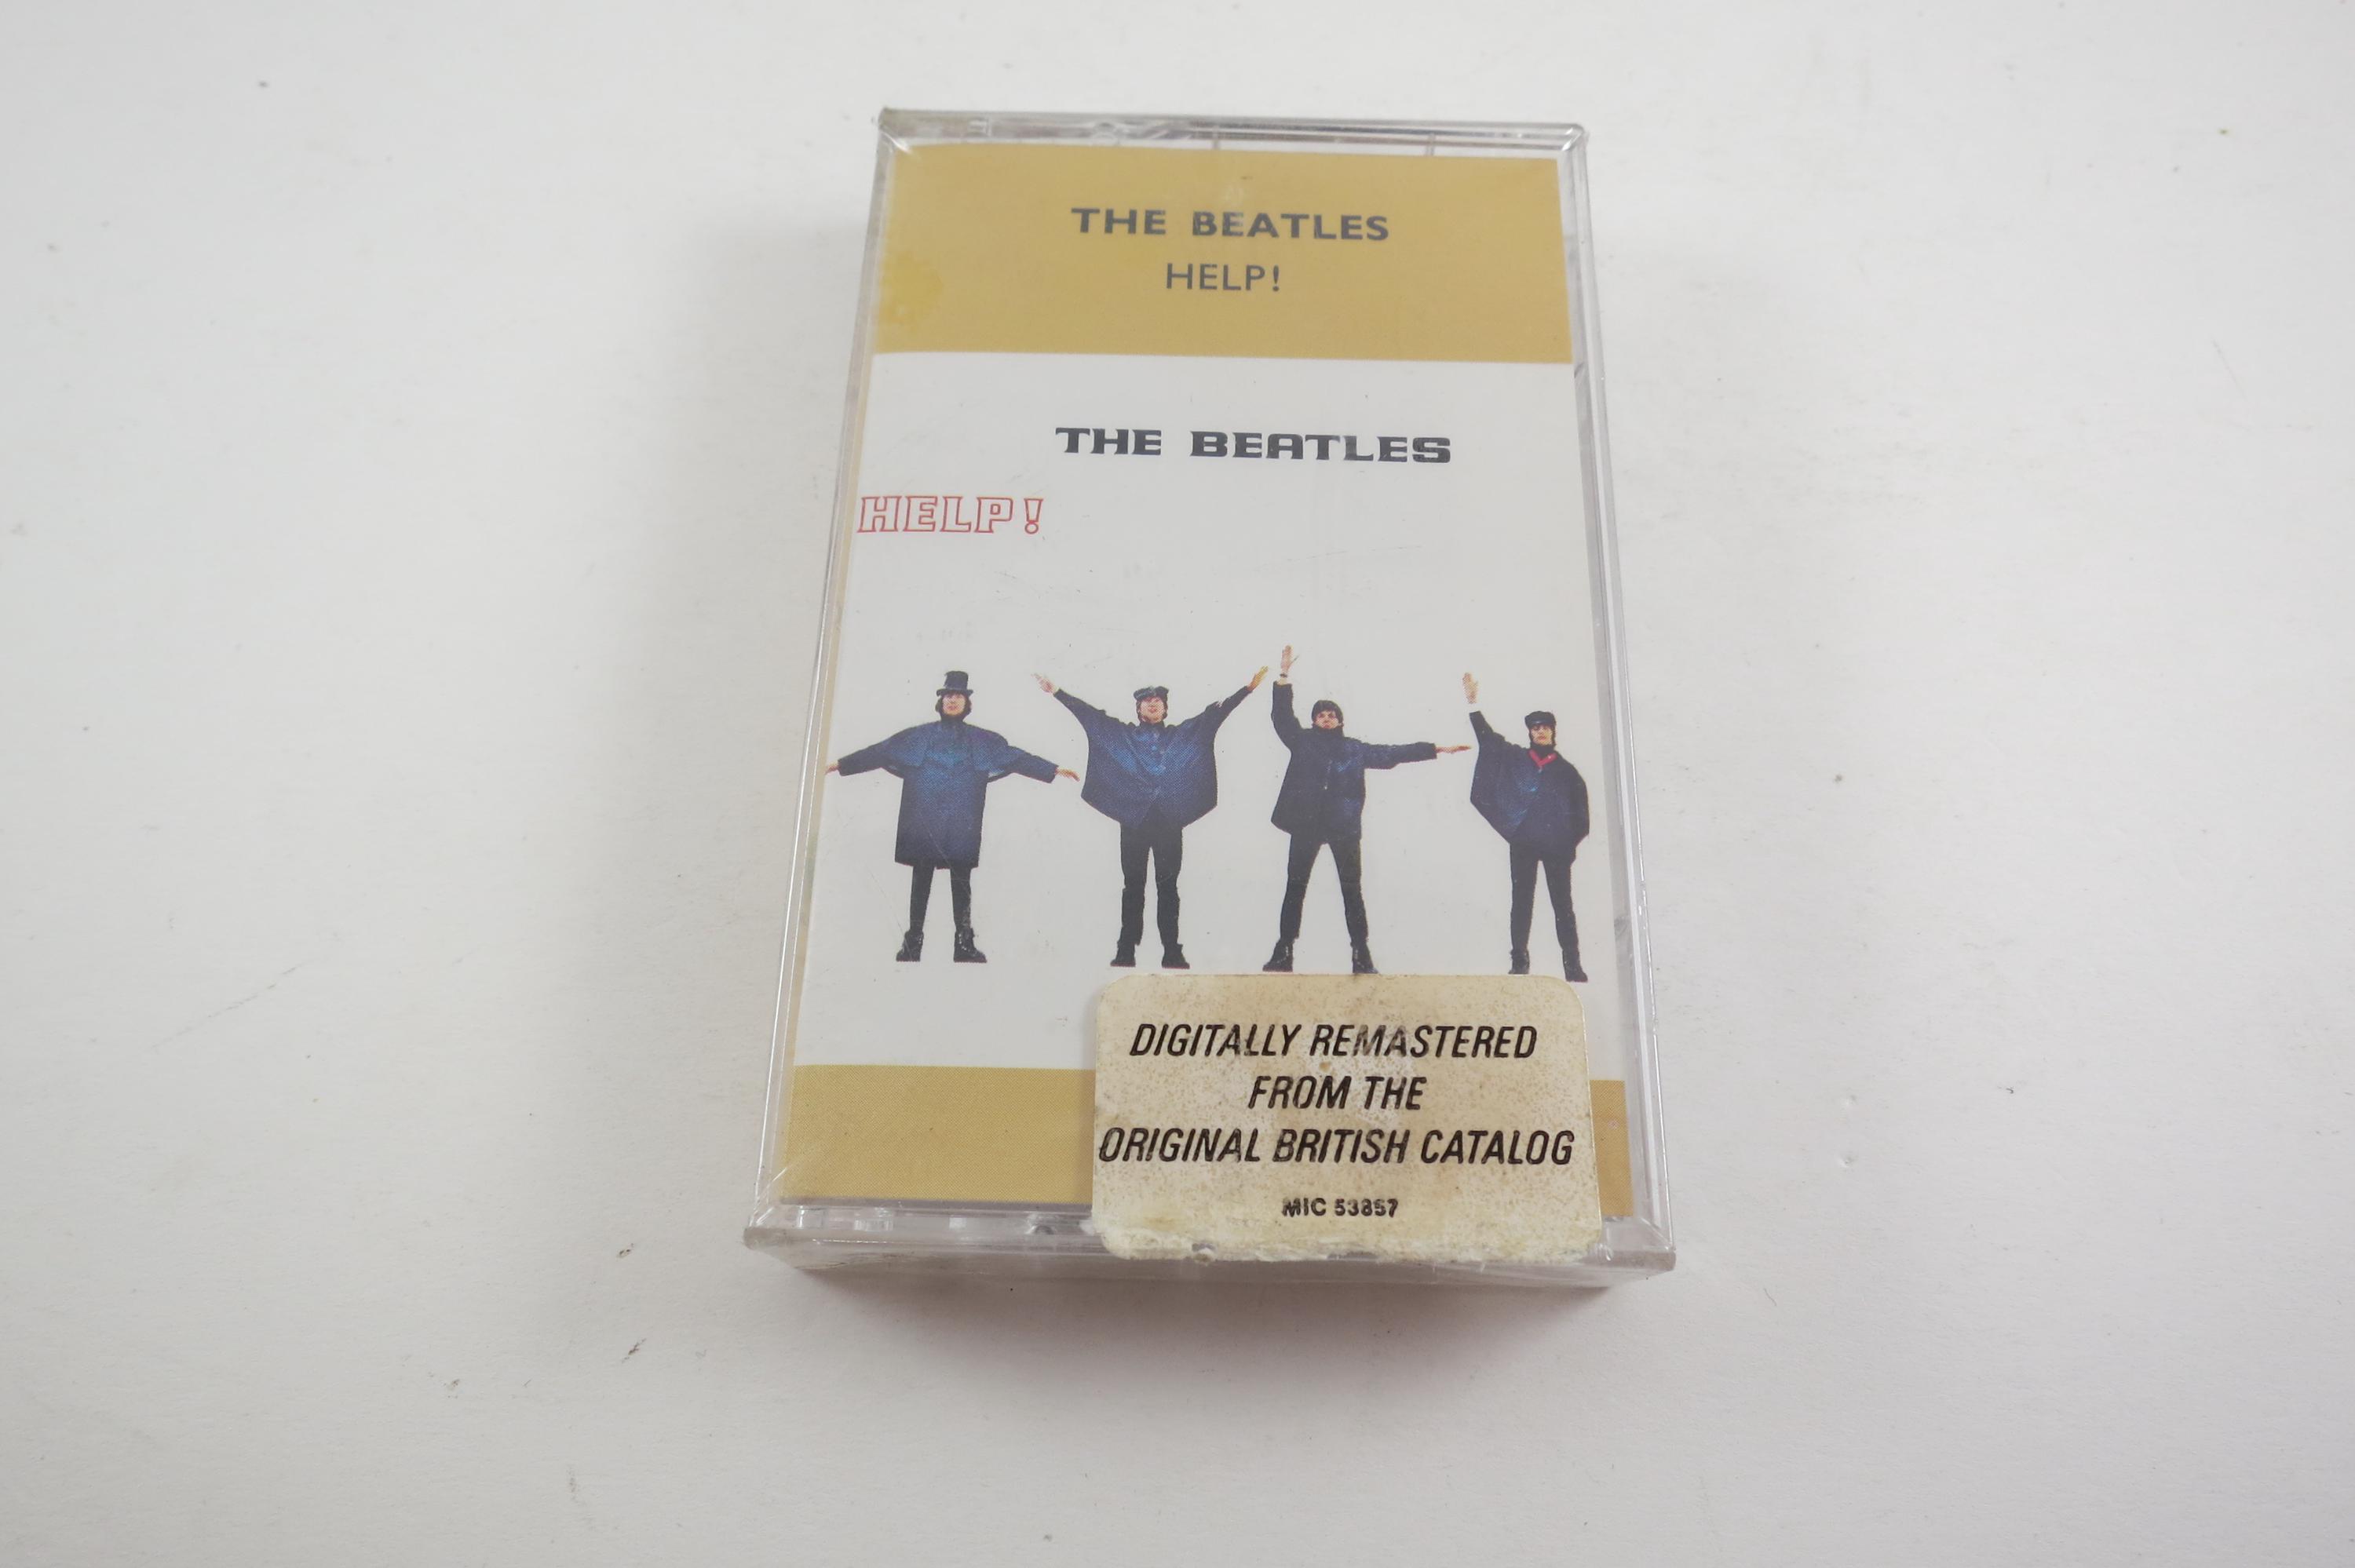 THE BEATLES
HELP!
THE BEATLES
HELP!
DIGITALLY REMASTERED
FROM THE
ORIGINAL BRITISH CATALOG
MIC 53857